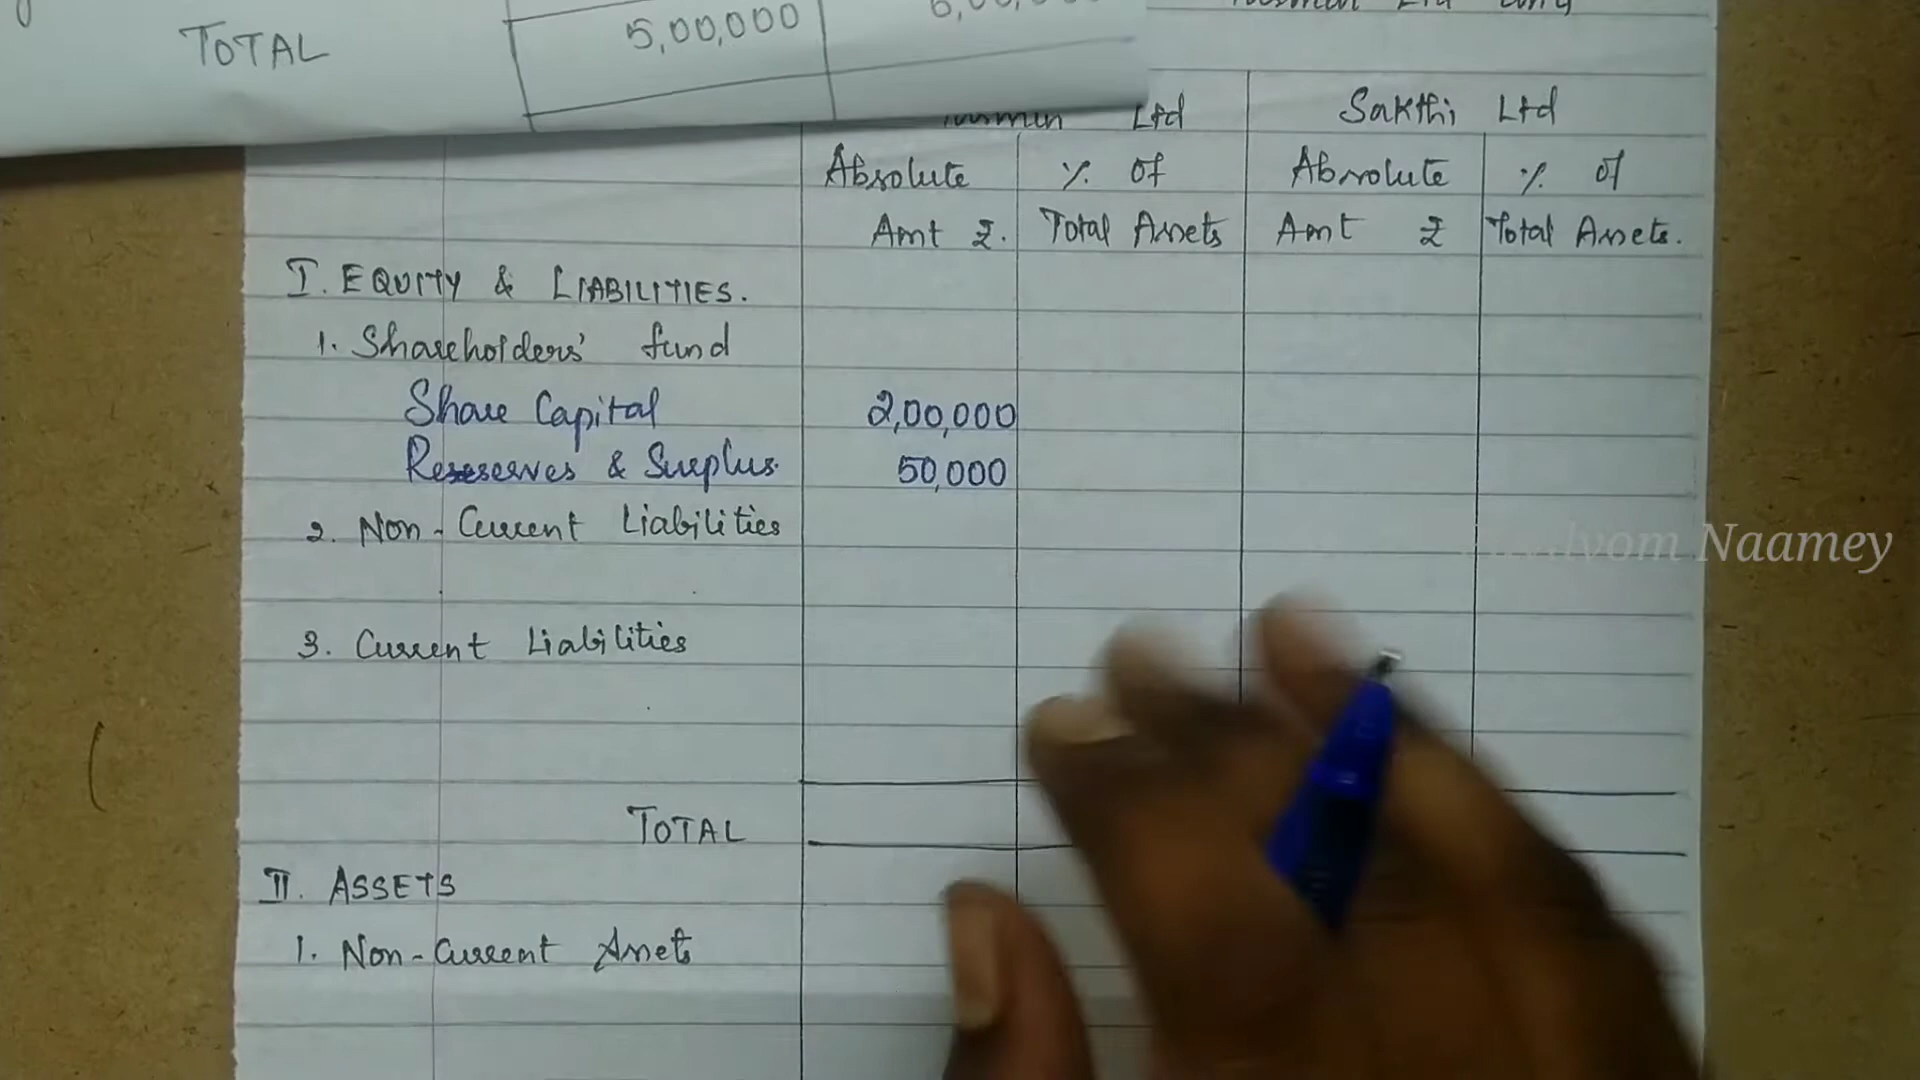 TOTAL 5,00,000
Ltd Sakthi Ltd
Absolute % of Absolute % of
Amt ₹. Total Assets Amt ₹ Total Assets.
I. EQUITY & LIABILITIES.
1. Shareholders' fund
Share Capital 2,00,000
Reseserves & Surplus. 50,000
2. Non-Current Liabilities
Naamey
3. Current Liabilities
TOTAL
II. ASSETS
1. Non-Current Assets